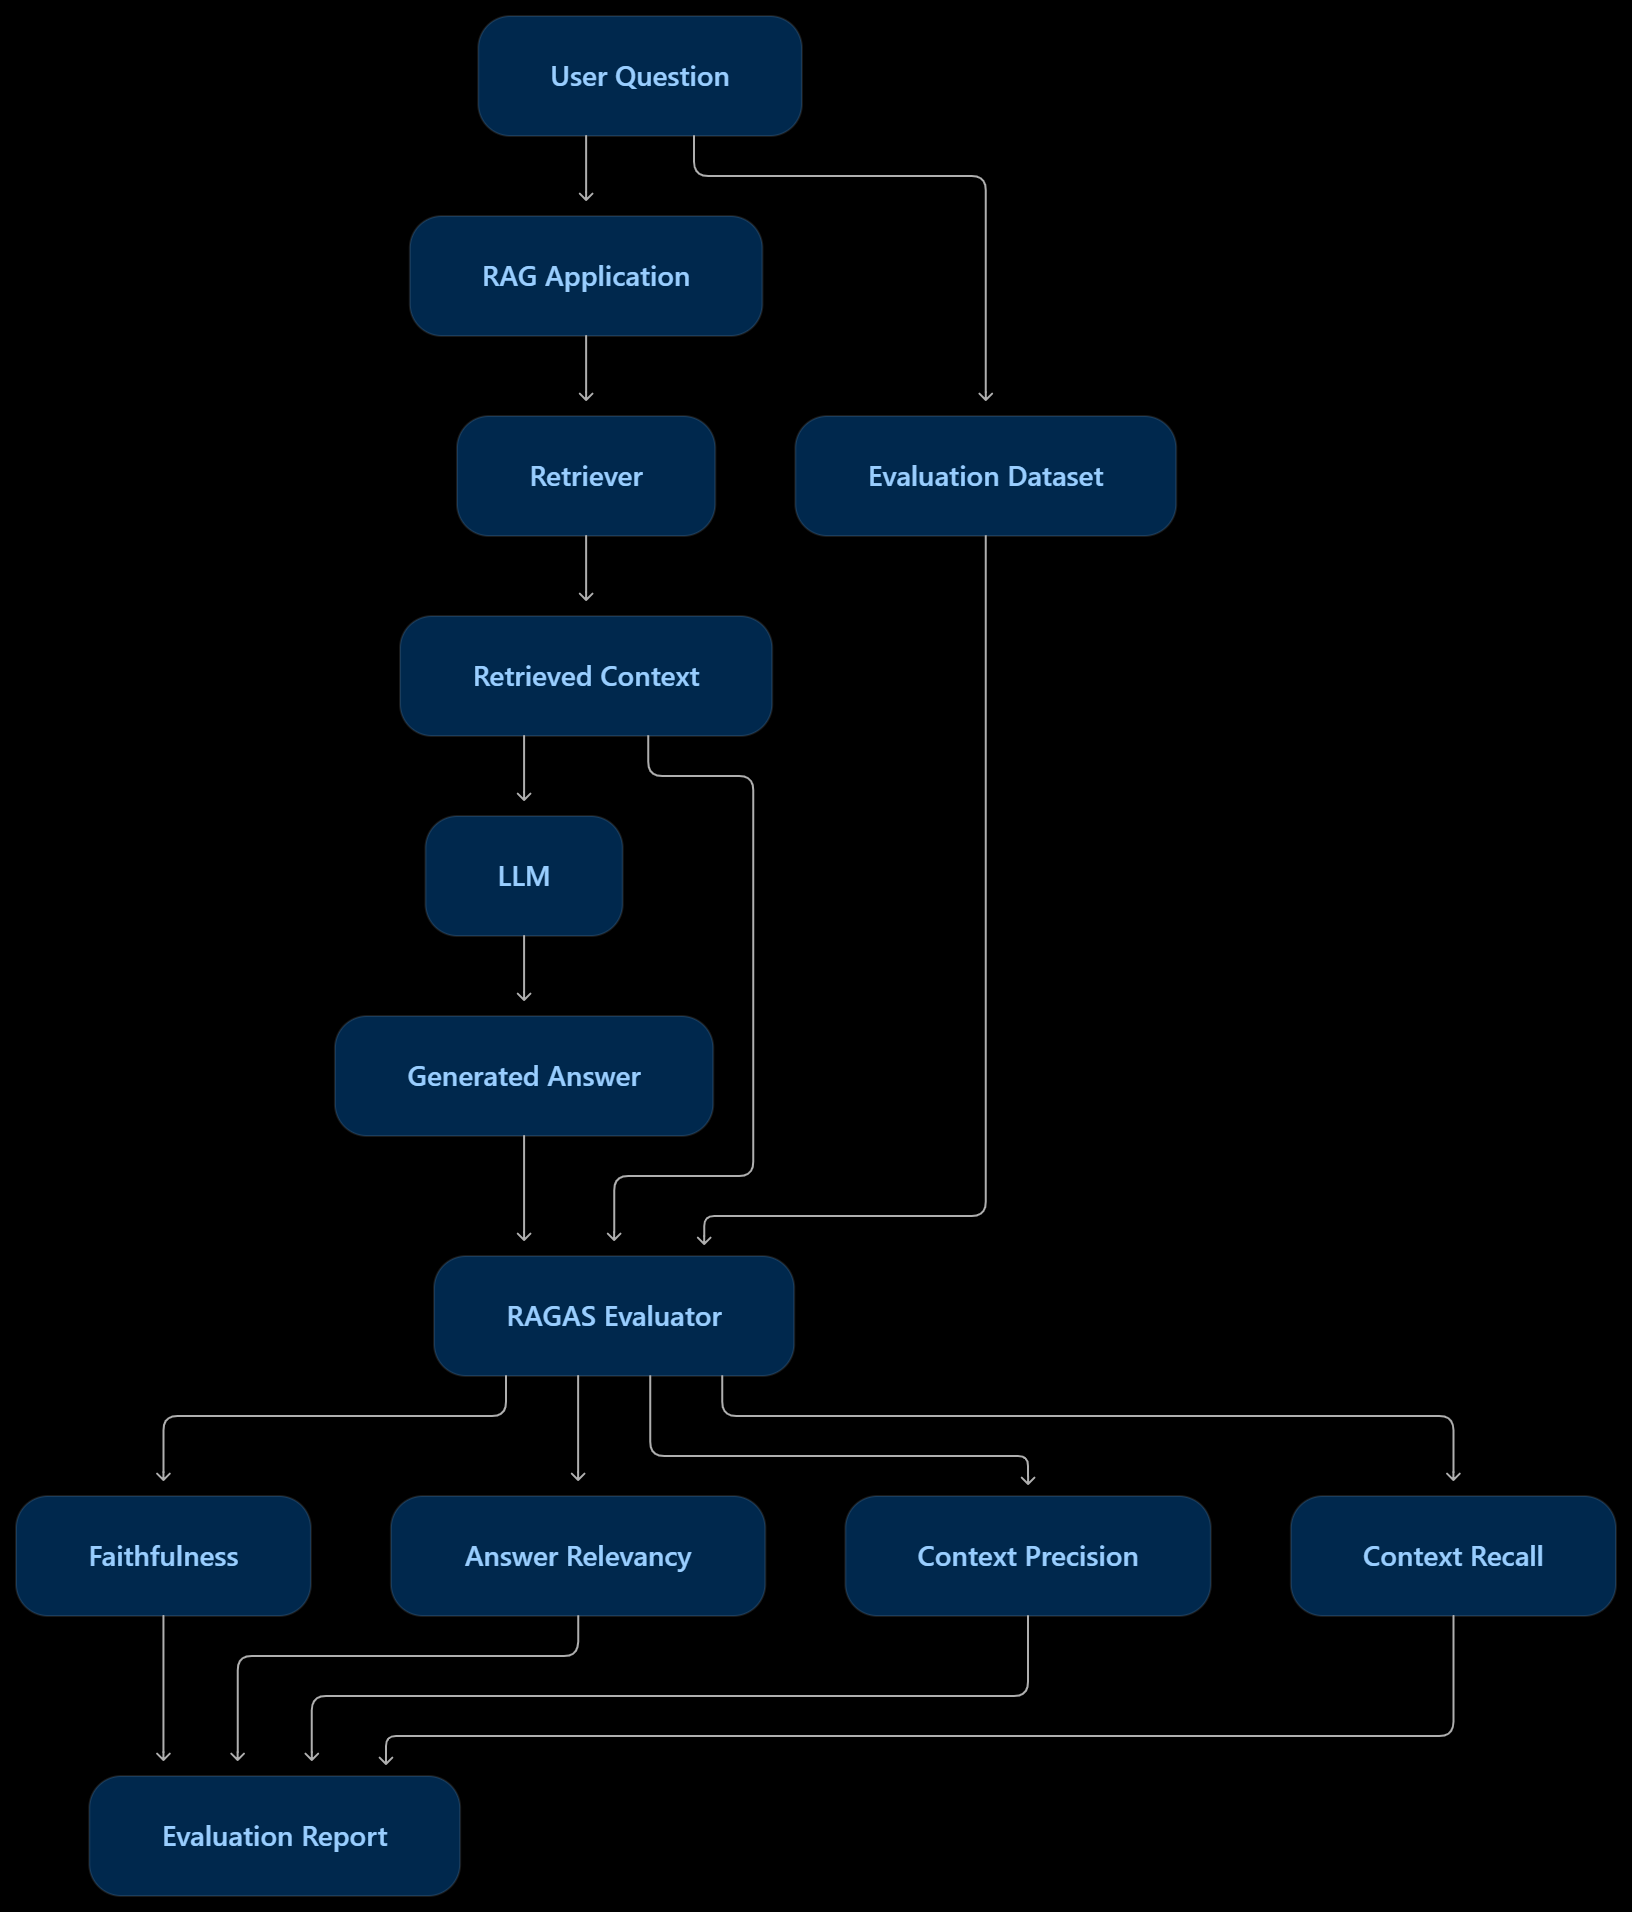 User Question
RAG Application
Retriever
Evaluation Dataset
Retrieved Context
LLM
Generated Answer
RAGAS Evaluator
Faithfulness
Answer Relevancy
Context Precision
Context Recall
Evaluation Report